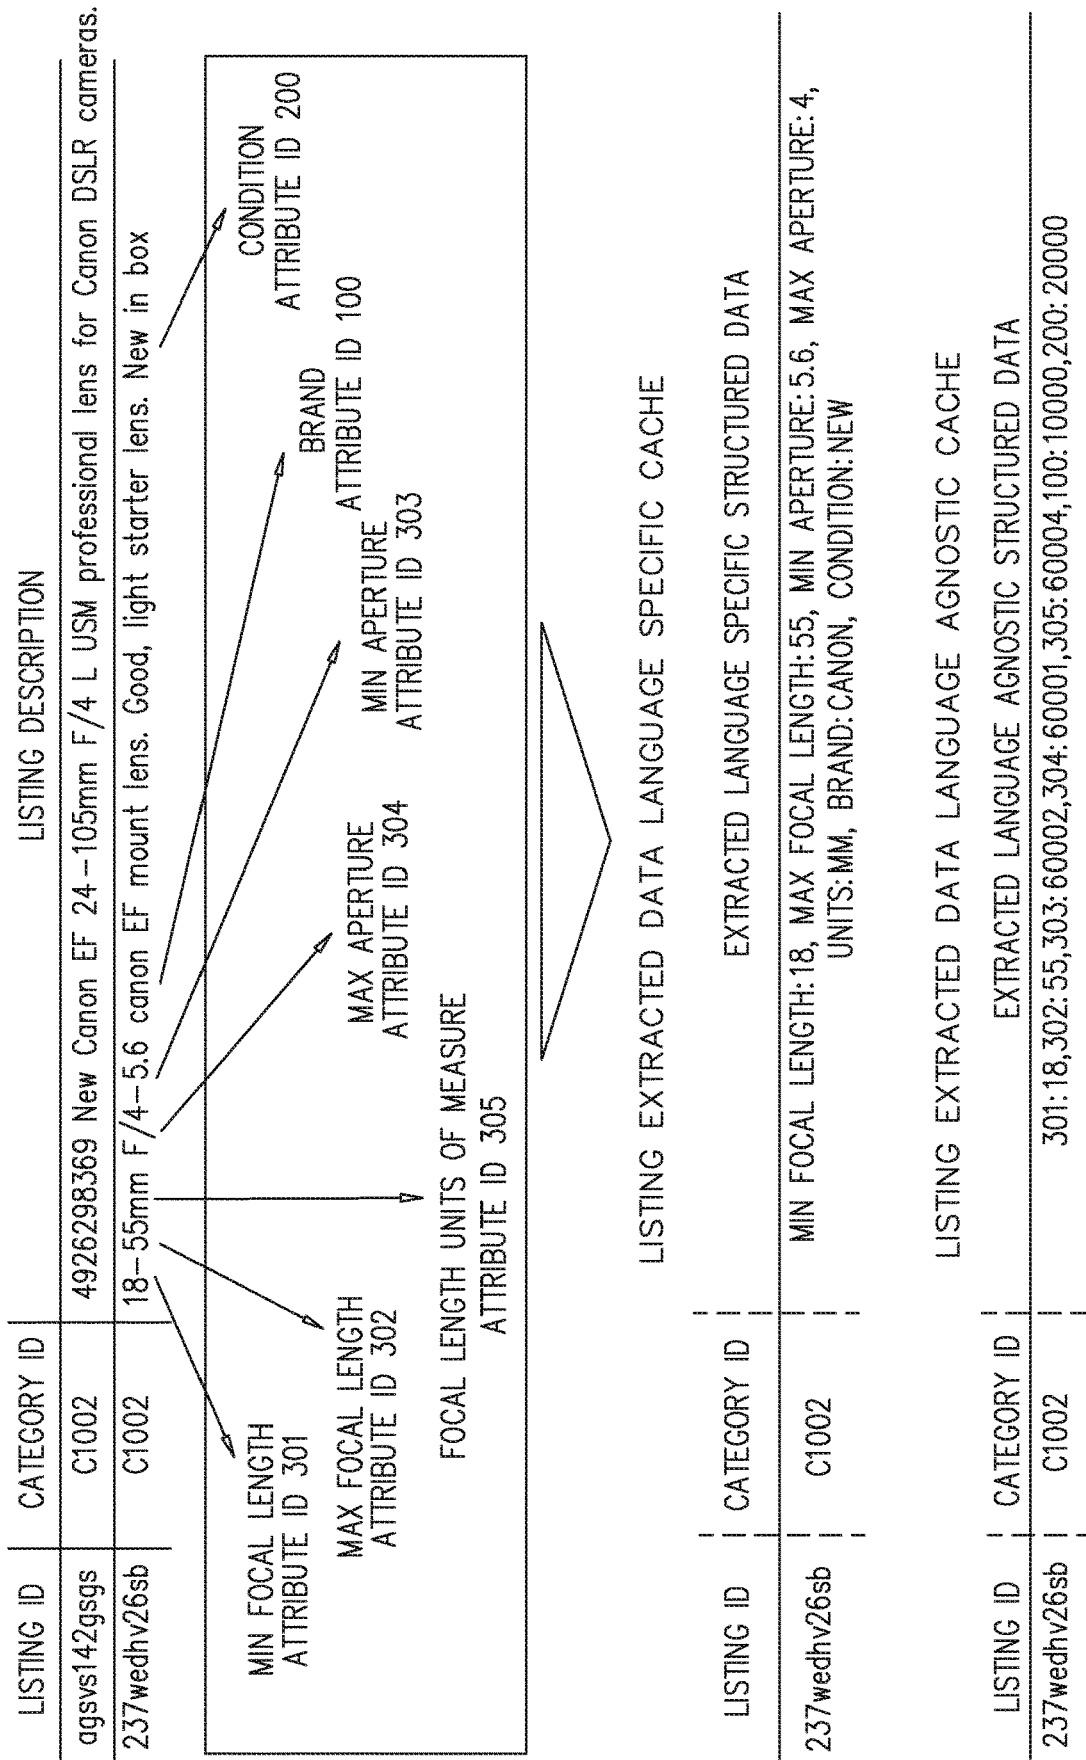 LISTING ID CATEGORY ID LISTING DESCRIPTION
agsvs142gsgs C1002 4926298369 New Canon EF 24-105mm F/4 L USM professional lens for Canon DSLR cameras.
237wedhv26sb C1002 18-55mm F/4-5.6 canon EF mount lens. Good, light starter lens. New in box
MIN FOCAL LENGTH
ATTRIBUTE ID 301
MAX FOCAL LENGTH
ATTRIBUTE ID 302
FOCAL LENGTH UNITS OF MEASURE
ATTRIBUTE ID 305
MAX APERTURE
ATTRIBUTE ID 304
MIN APERTURE
ATTRIBUTE ID 303
BRAND
ATTRIBUTE ID 100
CONDITION
ATTRIBUTE ID 200
LISTING EXTRACTED DATA LANGUAGE SPECIFIC CACHE
LISTING ID CATEGORY ID EXTRACTED LANGUAGE SPECIFIC STRUCTURED DATA
237wedhv26sb C1002 MIN FOCAL LENGTH:18, MAX FOCAL LENGTH:55, MIN APERTURE:5.6, MAX APERTURE:4,
UNITS:MM, BRAND:CANON, CONDITION:NEW
LISTING EXTRACTED DATA LANGUAGE AGNOSTIC CACHE
LISTING ID CATEGORY ID EXTRACTED LANGUAGE AGNOSTIC STRUCTURED DATA
237wedhv26sb C1002 301:18,302:55,303:60002,304:60001,305:60004,100:10000,200:20000